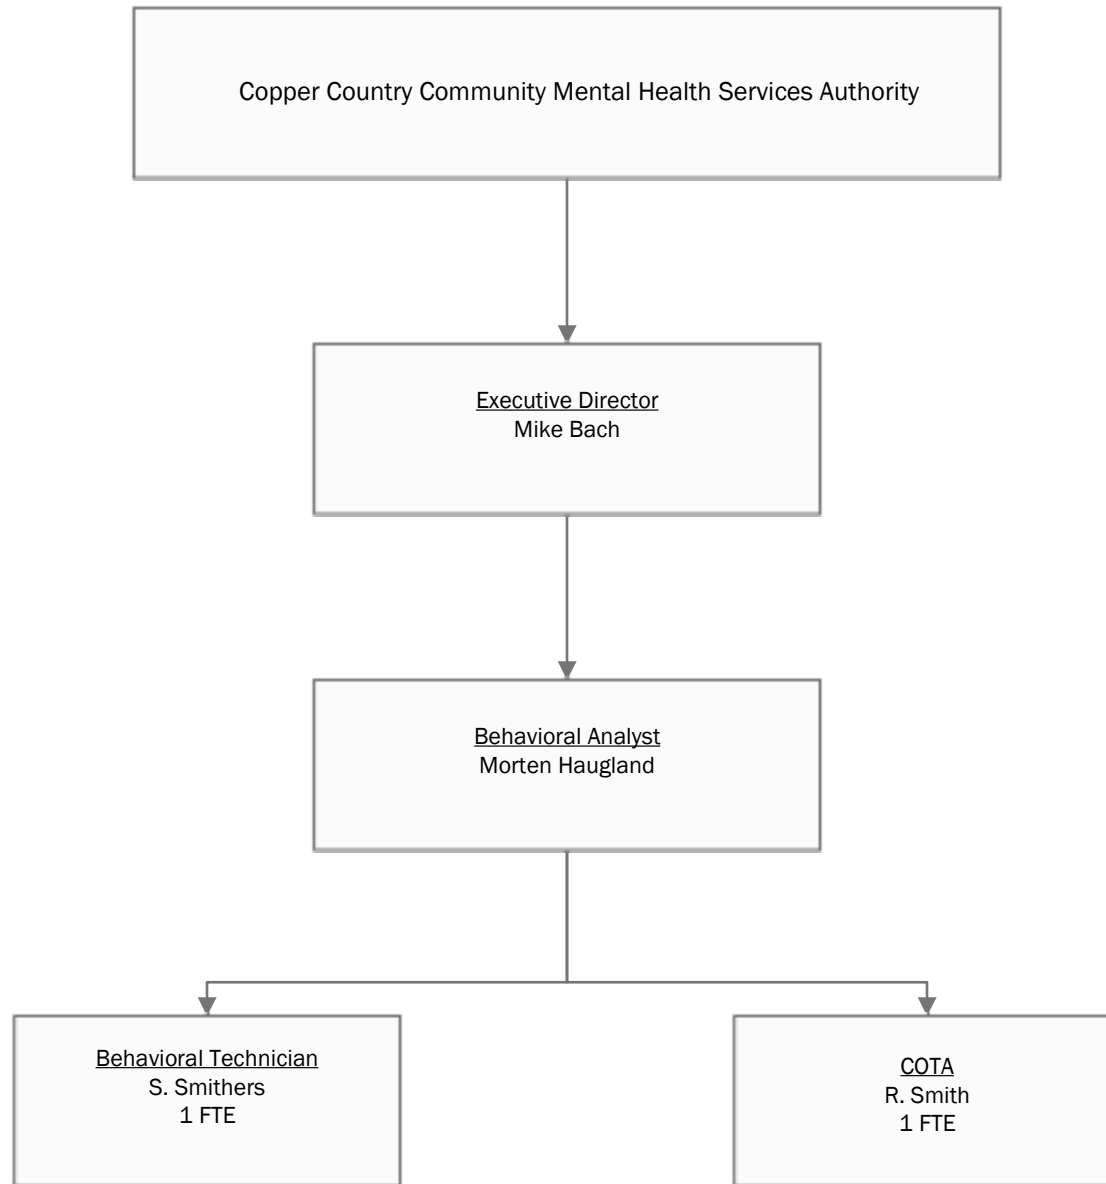 Copper Country Community Mental Health Services Authority
Executive Director
Mike Bach
Behavioral Analyst
Morten Haugland
Behavioral Technician
S. Smithers
1 FTE
COTA
R. Smith
1 FTE